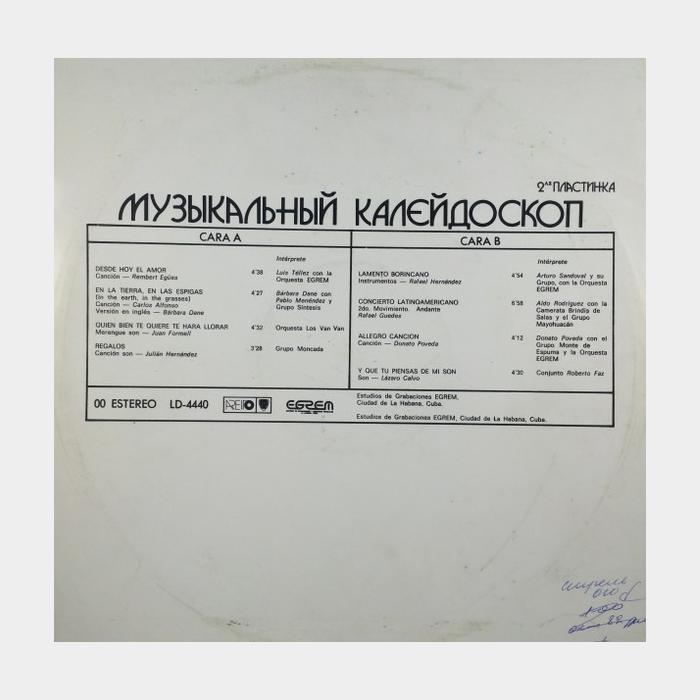 2ая ПЛАСТИНКА
МУЗЫКАЛЬНЫЙ КАЛЕЙДОСКОП
CARA A
Intérprete
DESDE HOY EL AMOR 4'38 Luis Téllez con la
Canción — Rembert Egües Orquesta EGREM
EN LA TIERRA, EN LAS ESPIGAS 4'27 Bárbara Dane con
(In the earth, in the grasses) Pablo Menéndez y
Canción — Carlos Alfonso Grupo Síntesis
Versión en inglés — Bárbara Dane
QUIEN BIEN TE QUIERE TE HARA LLORAR 4'32 Orquesta Los Van Van
Merengue son — Juan Formell
REGALOS 3'28 Grupo Moncada
Canción son — Julián Hernández
CARA B
Intérprete
LAMENTO BORINCANO 4'54 Arturo Sandoval y su
Instrumentos — Rafael Hernández Grupo, con la Orquesta
EGREM
CONCIERTO LATINOAMERICANO 6'58 Aldo Rodríguez con la
2do. Movimiento. Andante Camerata Brindis de
Rafael Guedes Salas y el Grupo
Mayohuacán
ALLEGRO CANCION 4'12 Donato Poveda con el
Canción — Donato Poveda Grupo Monte de
Espuma y la Orquesta
EGREM
Y QUE TU PIENSAS DE MI SON 4'30 Conjunto Roberto Faz
Son — Lázaro Calvo
00 ESTEREO LD-4440 AREITO EGREM
Estudios de Grabaciones EGREM,
Ciudad de La Habana, Cuba.
Estudios de Grabaciones EGREM, Ciudad de La Habana, Cuba.